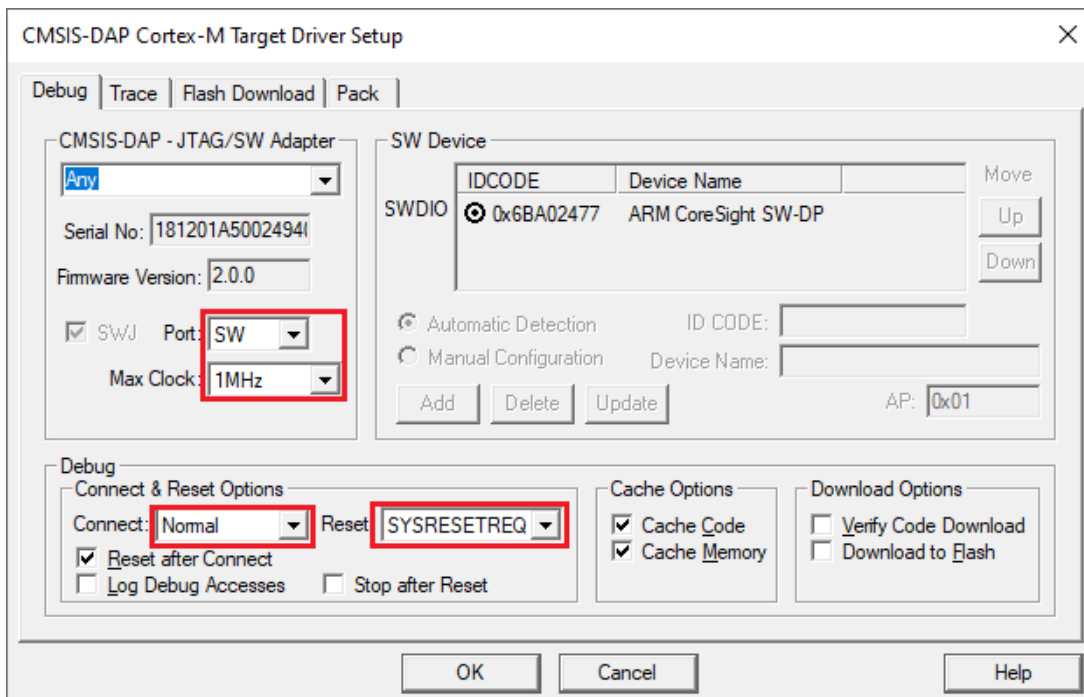 CMSIS-DAP Cortex-M Target Driver Setup
Debug Trace Flash Download Pack
CMSIS-DAP - JTAG/SW Adapter
Any
Serial No: 181201A50024940
Firmware Version: 2.0.0
SWJ Port: SW
Max Clock: 1MHz
SW Device
IDCODE Device Name
SWDIO 0x6BA02477 ARM CoreSight SW-DP
Move
Up
Down
Automatic Detection ID CODE:
Manual Configuration Device Name:
Add Delete Update AP: 0x01
Debug
Connect & Reset Options
Connect: Normal Reset SYSRESETREQ
Reset after Connect
Log Debug Accesses Stop after Reset
Cache Options
Cache Code
Cache Memory
Download Options
Verify Code Download
Download to Flash
OK Cancel Help